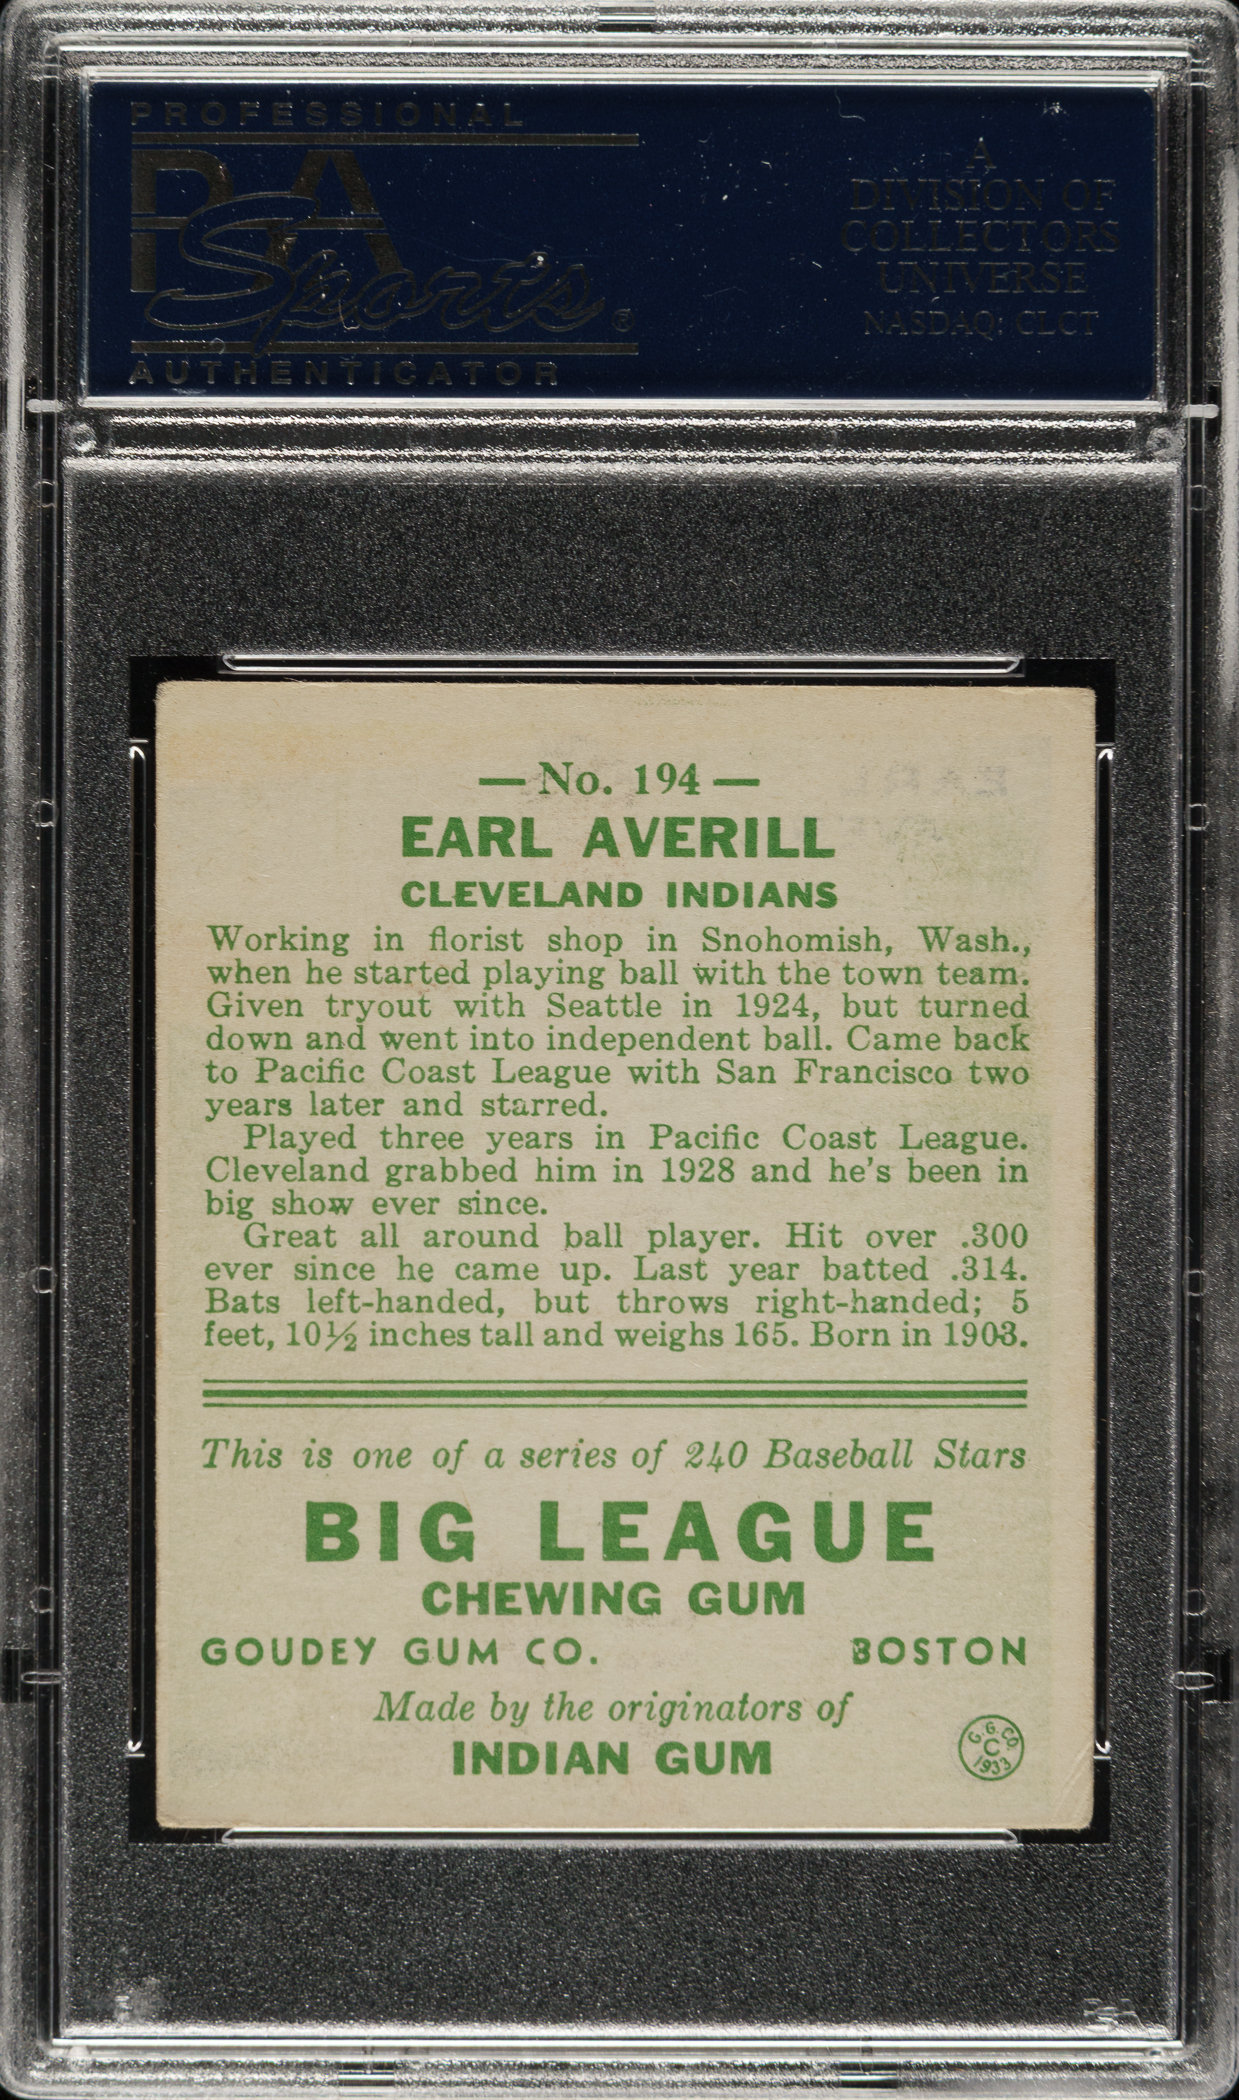 PROFESSIONAL
PSA
Sports®
AUTHENTICATOR
A
DIVISION OF
COLLECTORS
UNIVERSE
NASDAQ: CLCT
— No. 194 —
EARL AVERILL
CLEVELAND INDIANS
Working in florist shop in Snohomish, Wash.,
when he started playing ball with the town team.
Given tryout with Seattle in 1924, but turned
down and went into independent ball. Came back
to Pacific Coast League with San Francisco two
years later and starred.
Played three years in Pacific Coast League.
Cleveland grabbed him in 1928 and he's been in
big show ever since.
Great all around ball player. Hit over .300
ever since he came up. Last year batted .314.
Bats left-handed, but throws right-handed; 5
feet, 10½ inches tall and weighs 165. Born in 1903.
This is one of a series of 240 Baseball Stars
BIG LEAGUE
CHEWING GUM
GOUDEY GUM CO. BOSTON
Made by the originators of
INDIAN GUM
G. G. CO.
C
1933
PSA